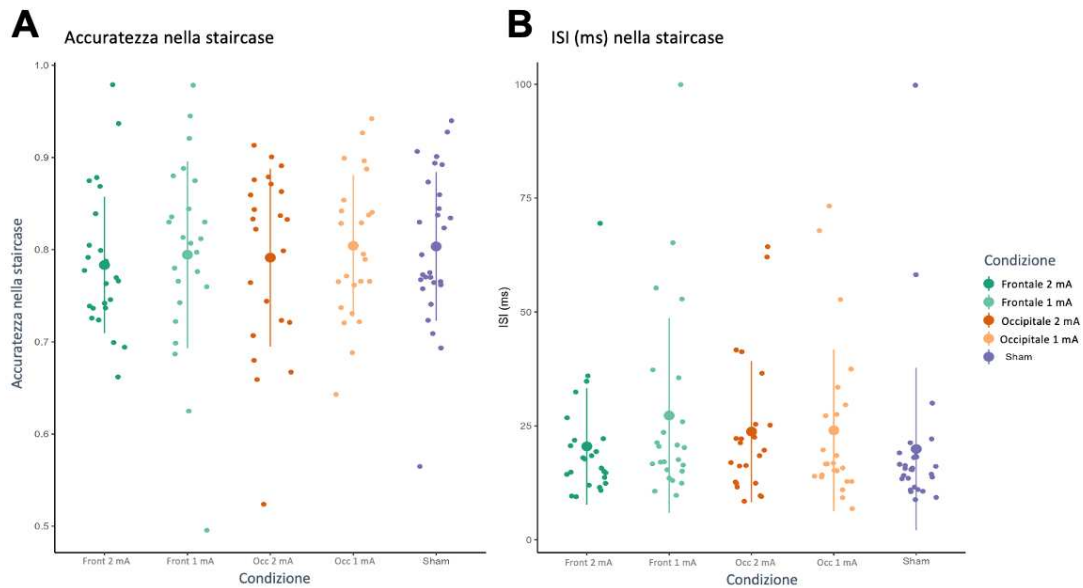 A
Accuratezza nella staircase
Accuratezza nella staircase
1.0
0.9
0.8
0.7
0.6
0.5
Front 2 mA
Front 1 mA
Occ 2 mA
Occ 1 mA
Sham
Condizione
B
ISI (ms) nella staircase
ISI (ms)
100
75
50
25
0
Front 2 mA
Front 1 mA
Occ 2 mA
Occ 1 mA
Sham
Condizione
Condizione
Frontale 2 mA
Frontale 1 mA
Occipitale 2 mA
Occipitale 1 mA
Sham